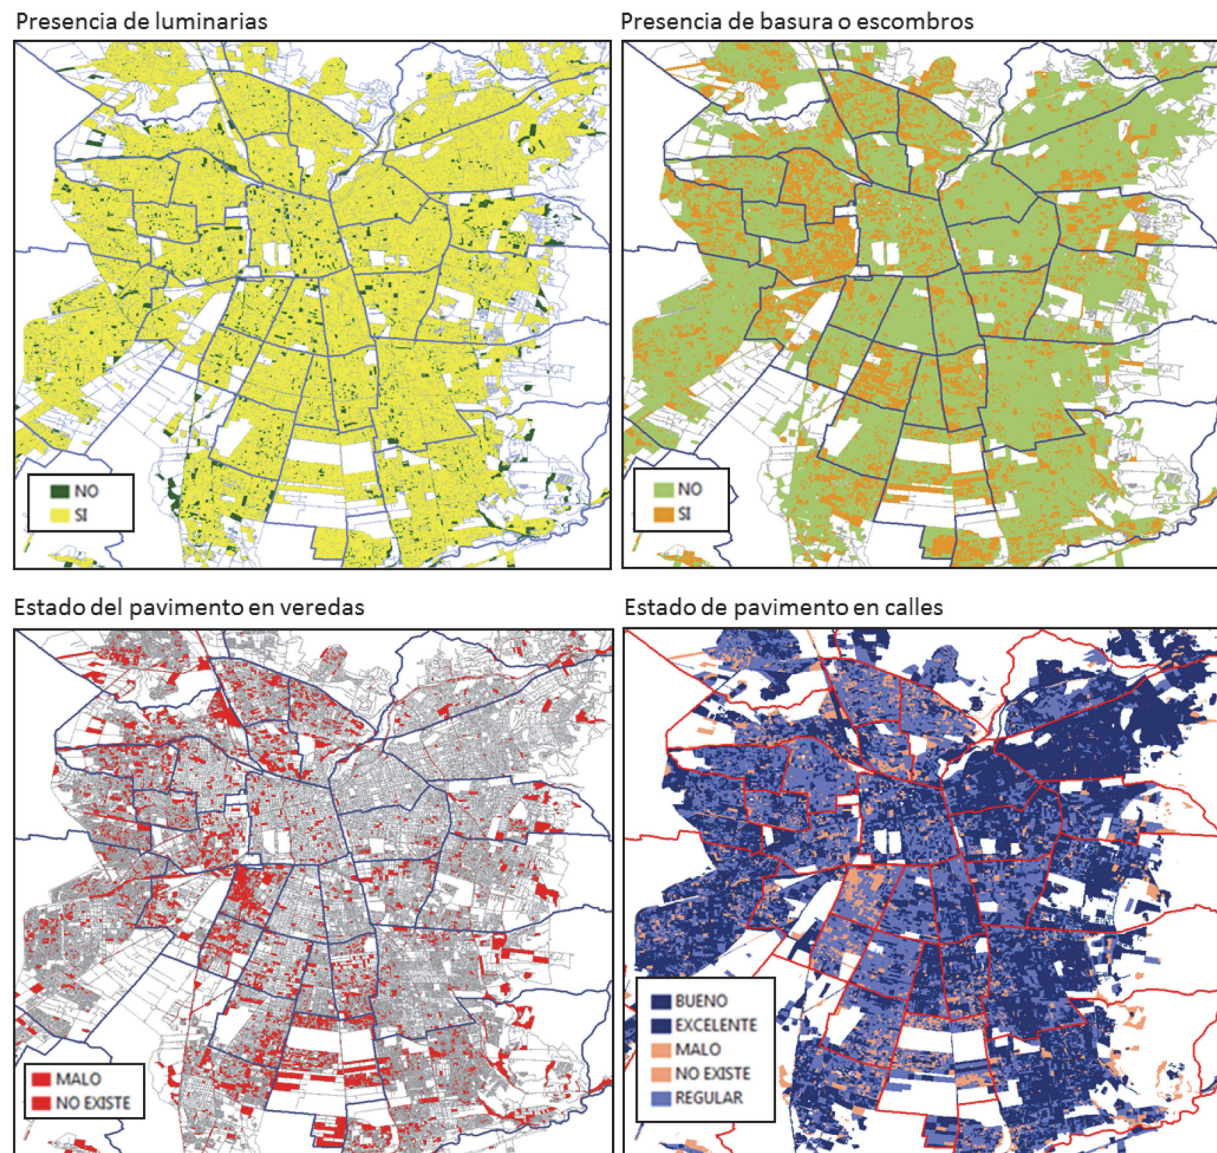 Presencia de luminarias
Presencia de basura o escombros
NO
SI
NO
SI
Estado del pavimento en veredas
Estado de pavimento en calles
MALO
NO EXISTE
BUENO
EXCELENTE
MALO
NO EXISTE
REGULAR